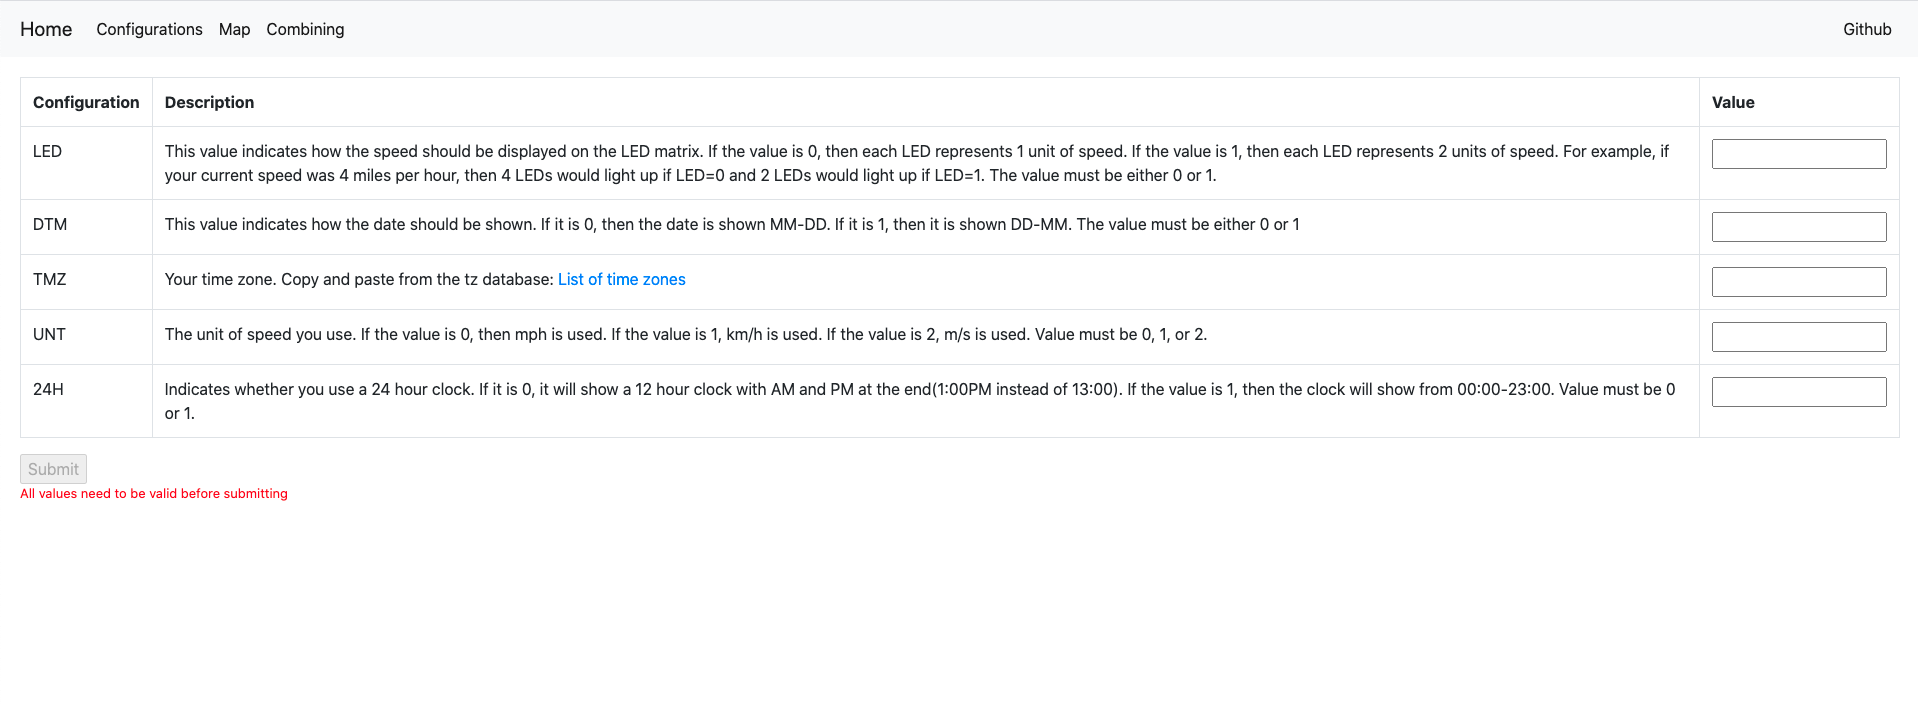 Home Configurations Map Combining Github
Configuration Description Value
LED This value indicates how the speed should be displayed on the LED matrix. If the value is 0, then each LED represents 1 unit of speed. If the value is 1, then each LED represents 2 units of speed. For example, if
your current speed was 4 miles per hour, then 4 LEDs would light up if LED=0 and 2 LEDs would light up if LED=1. The value must be either 0 or 1.
DTM This value indicates how the date should be shown. If it is 0, then the date is shown MM-DD. If it is 1, then it is shown DD-MM. The value must be either 0 or 1
TMZ Your time zone. Copy and paste from the tz database: List of time zones
UNT The unit of speed you use. If the value is 0, then mph is used. If the value is 1, km/h is used. If the value is 2, m/s is used. Value must be 0, 1, or 2.
24H Indicates whether you use a 24 hour clock. If it is 0, it will show a 12 hour clock with AM and PM at the end(1:00PM instead of 13:00). If the value is 1, then the clock will show from 00:00-23:00. Value must be 0
or 1.
Submit
All values need to be valid before submitting